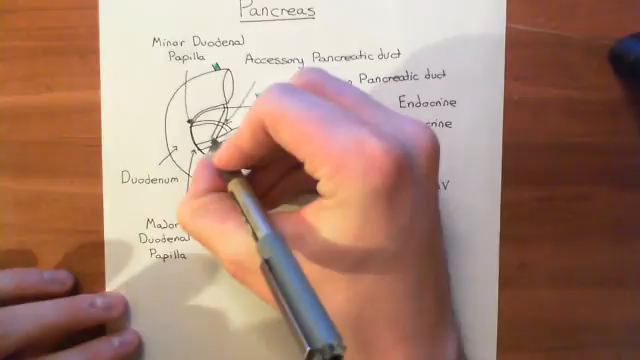 Pancreas
Minor Duodenal
Papilla
Accessory Pancreatic duct
Pancreatic duct
Endocrine
Duodenum
Major
Duodenal
Papilla